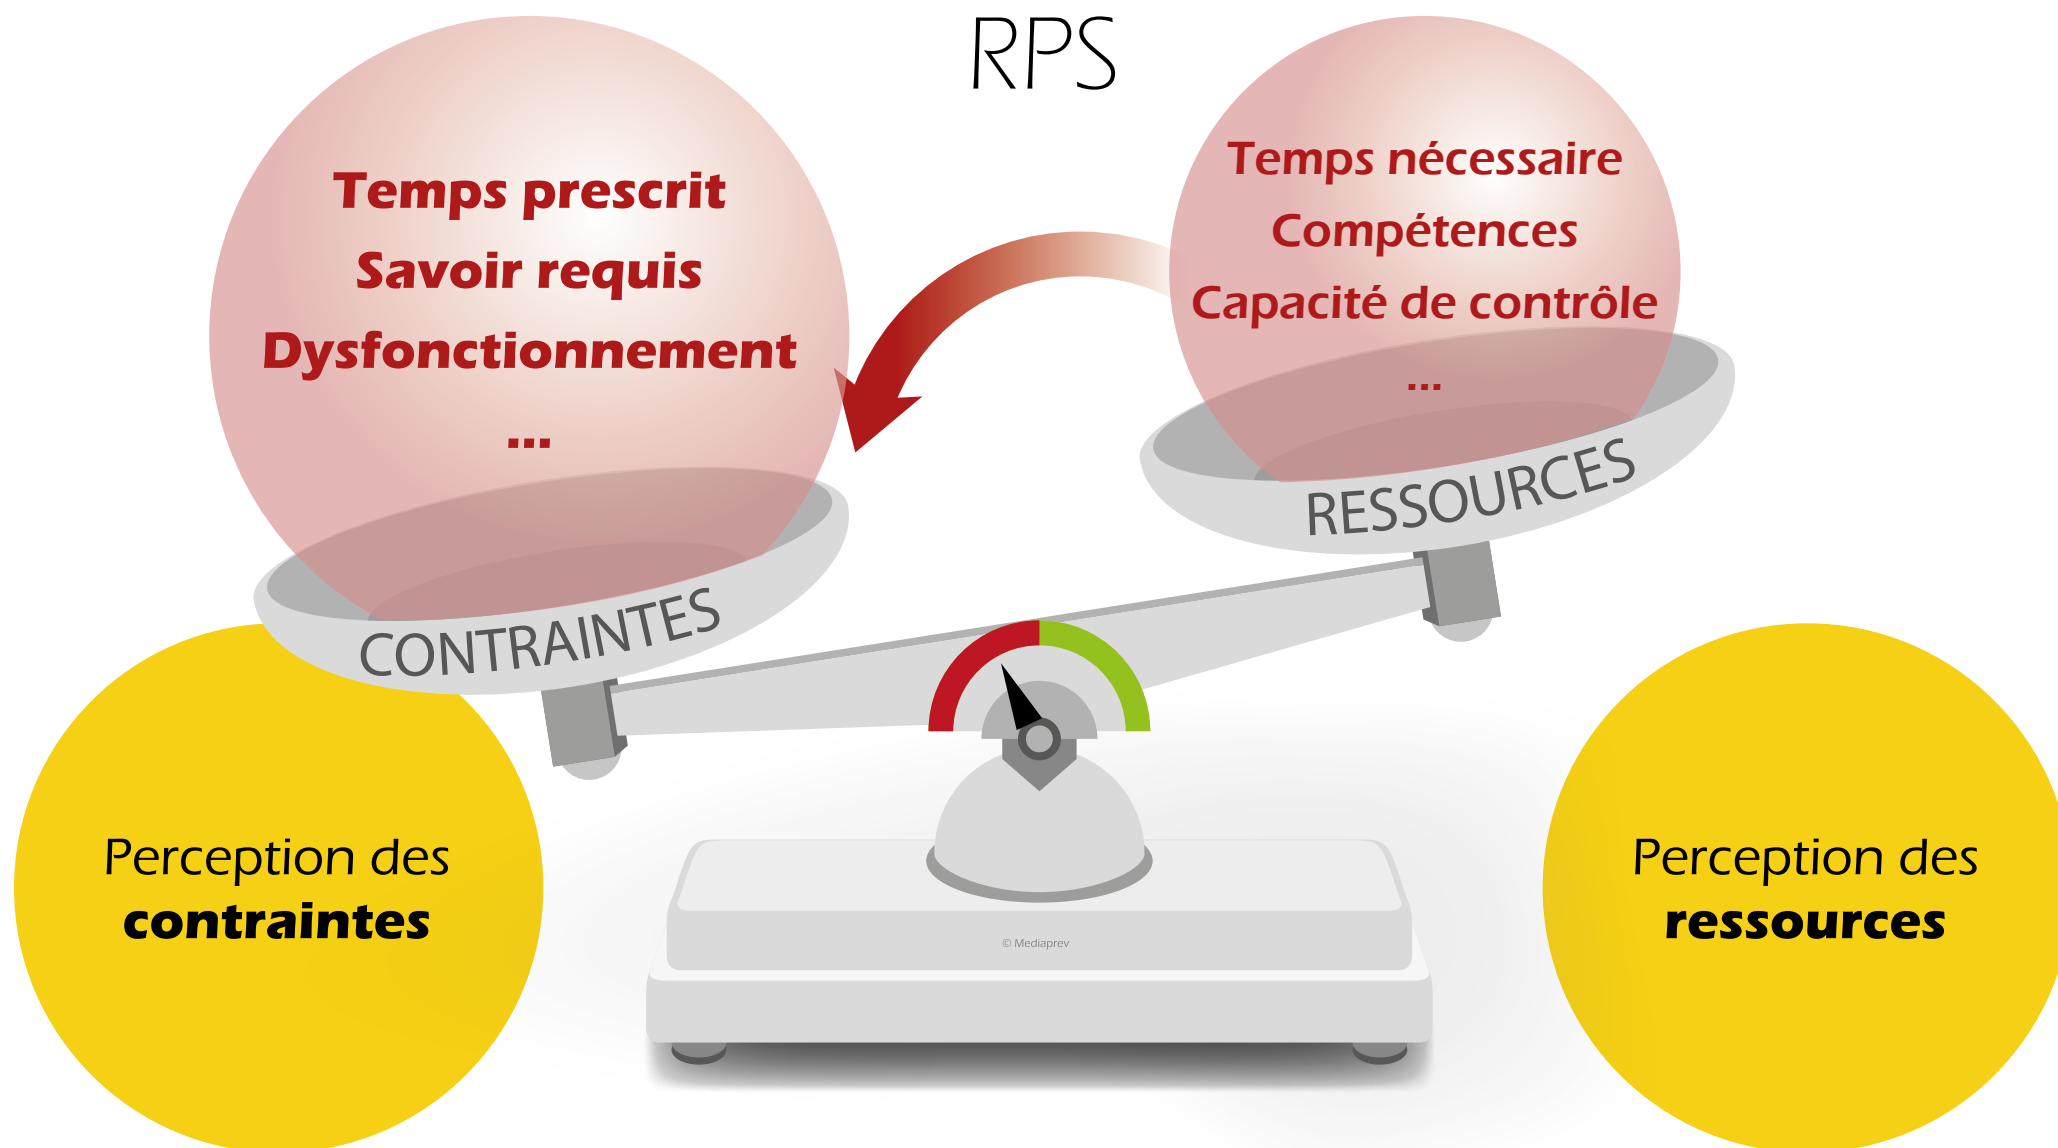 RPS
Temps prescrit
Savoir requis
Dysfonctionnement
...
CONTRAINTES
Temps nécessaire
Compétences
Capacité de contrôle
...
RESSOURCES
Perception des
contraintes
Perception des
ressources
© Mediaprev